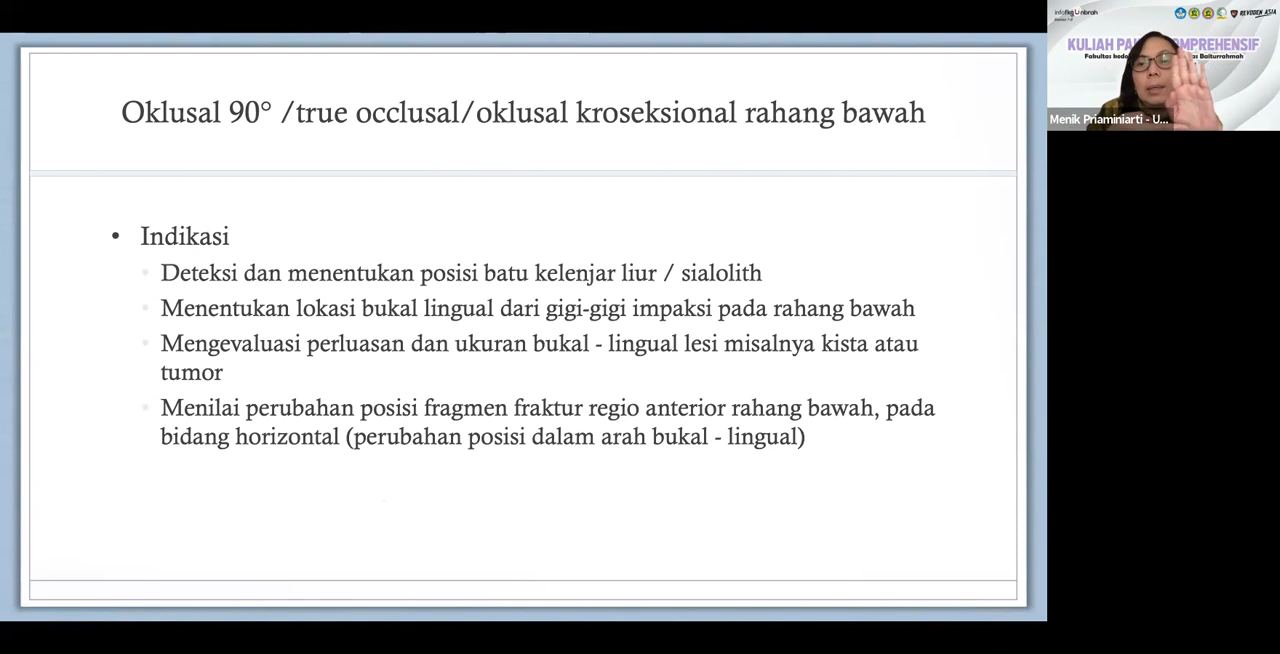 Oklusal 90° /true occlusal/oklusal kroseksional rahang bawah
• Indikasi
Deteksi dan menentukan posisi batu kelenjar liur / sialolith
Menentukan lokasi bukal lingual dari gigi-gigi impaksi pada rahang bawah
Mengevaluasi perluasan dan ukuran bukal - lingual lesi misalnya kista atau
tumor
Menilai perubahan posisi fragmen fraktur regio anterior rahang bawah, pada
bidang horizontal (perubahan posisi dalam arah bukal - lingual)
REVODEN ASIA
KULIAH
Baiturrahmah
Menik Priaminiarti - U...